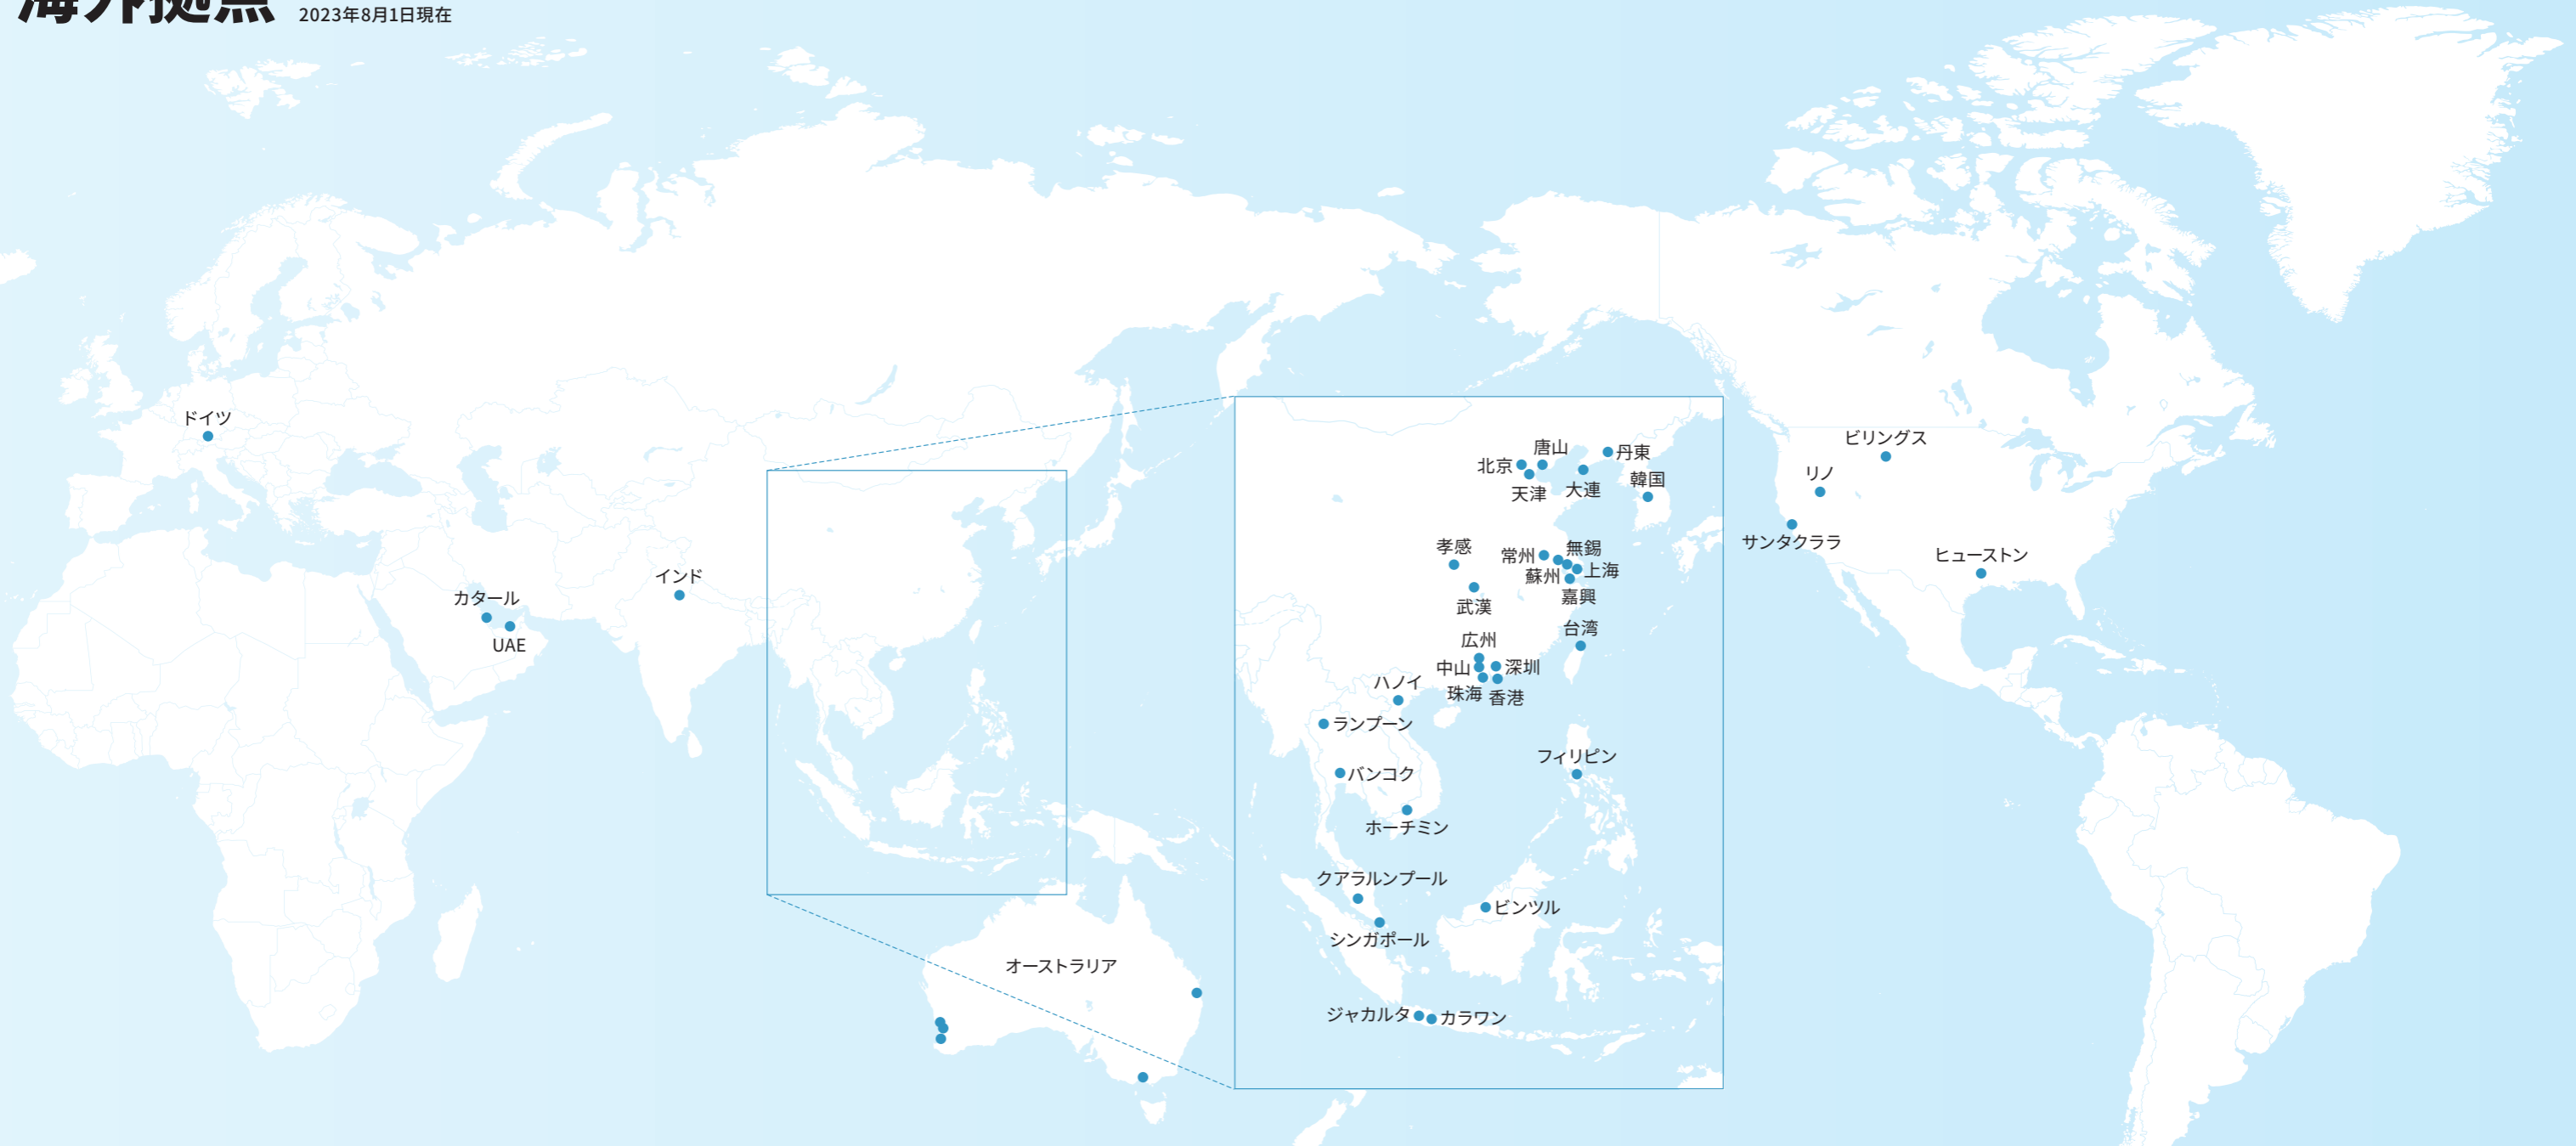 海外拠点
2023年8月1日現在
ドイツ
カタール
UAE
インド
オーストラリア
唐山
丹東
北京
天津
大連
韓国
孝感
常州
無錫
蘇州
上海
武漢
嘉興
台湾
広州
中山
深圳
珠海
香港
ハノイ
ランプーン
フィリピン
バンコク
ホーチミン
クアラルンプール
ビンツル
シンガポール
ジャカルタ
カラワン
ビリングス
リノ
サンタクララ
ヒューストン